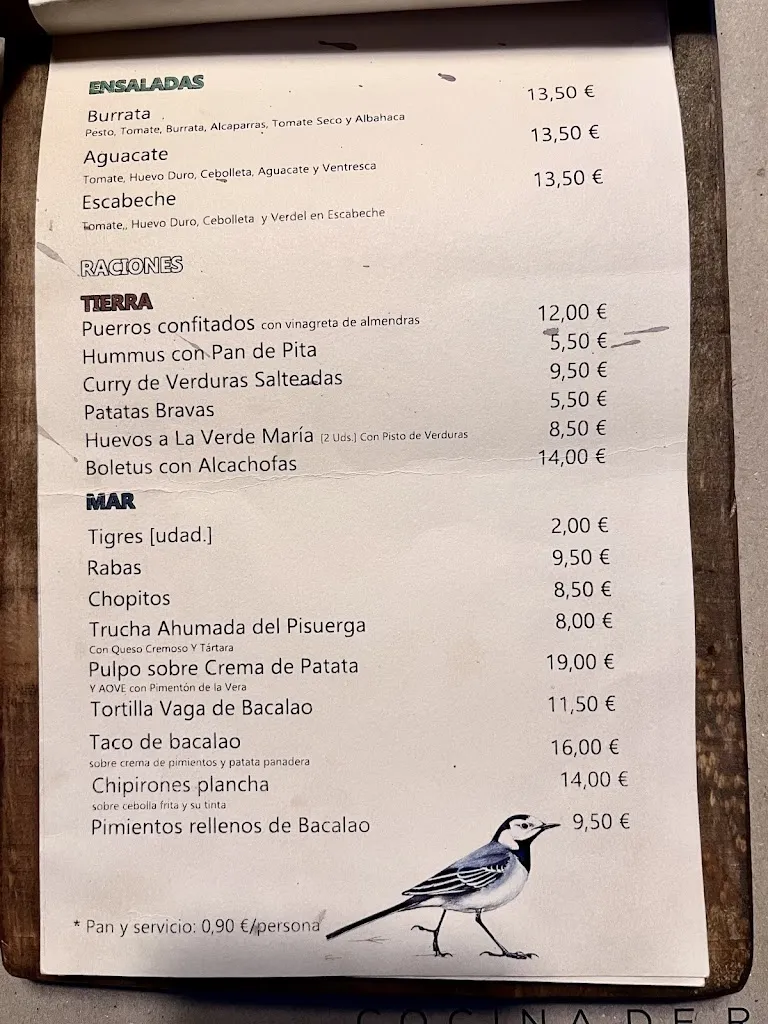 ENSALADAS
Burrata 13,50 €
Pesto, Tomate, Burrata, Alcaparras, Tomate Seco y Albahaca
Aguacate 13,50 €
Tomate, Huevo Duro, Cebolleta, Aguacate y Ventresca
Escabeche 13,50 €
Tomate,, Huevo Duro, Cebolleta y Verdel en Escabeche
RACIONES
TIERRA
Puerros confitados con vinagreta de almendras 12,00 €
Hummus con Pan de Pita 5,50 €
Curry de Verduras Salteadas 9,50 €
Patatas Bravas 5,50 €
Huevos a La Verde María [2 Uds.] Con Pisto de Verduras 8,50 €
Boletus con Alcachofas 14,00 €
MAR
Tigres [udad.] 2,00 €
Rabas 9,50 €
Chopitos 8,50 €
Trucha Ahumada del Pisuerga 8,00 €
Con Queso Cremoso Y Tártara
Pulpo sobre Crema de Patata 19,00 €
Y AOVE con Pimentón de la Vera
Tortilla Vaga de Bacalao 11,50 €
Taco de bacalao 16,00 €
sobre crema de pimientos y patata panadera
Chipirones plancha 14,00 €
sobre cebolla frita y su tinta
Pimientos rellenos de Bacalao 9,50 €
* Pan y servicio: 0,90 €/persona
COCINA DE